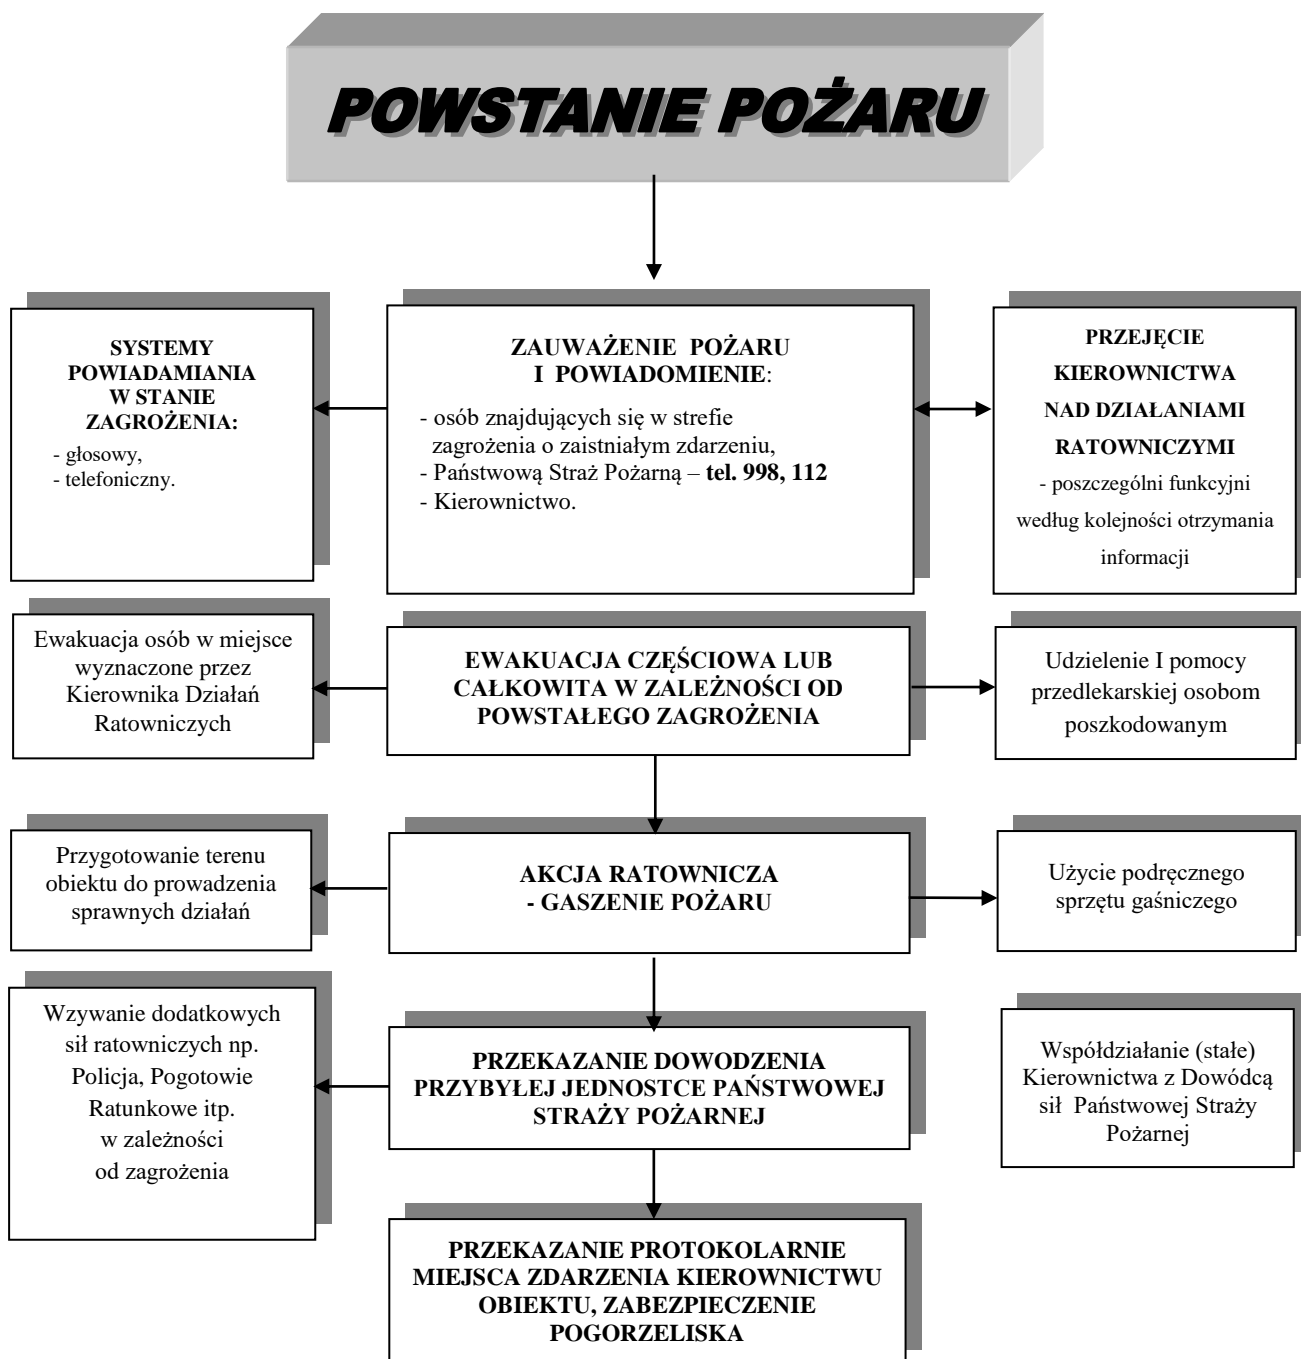 POWSTANIE POŻARU
SYSTEMY
POWIADAMIANIA
W STANIE
ZAGROŻENIA:
- głosowy,
- telefoniczny.
ZAUWAŻENIE POŻARU
I POWIADOMIENIE:
- osób znajdujących się w strefie
zagrożenia o zaistniałym zdarzeniu,
- Państwową Straż Pożarną – tel. 998, 112
- Kierownictwo.
PRZEJĘCIE
KIEROWNICTWA
NAD DZIAŁANIAMI
RATOWNICZYMI
- poszczególni funkcyjni
według kolejności otrzymania
informacji
Ewakuacja osób w miejsce
wyznaczone przez
Kierownika Działań
Ratowniczych
EWAKUACJA CZĘŚCIOWA LUB
CAŁKOWITA W ZALEŻNOŚCI OD
POWSTAŁEGO ZAGROŻENIA
Udzielenie I pomocy
przedlekarskiej osobom
poszkodowanym
Przygotowanie terenu
obiektu do prowadzenia
sprawnych działań
AKCJA RATOWNICZA
- GASZENIE POŻARU
Użycie podręcznego
sprzętu gaśniczego
Wzywanie dodatkowych
sił ratowniczych np.
Policja, Pogotowie
Ratunkowe itp.
w zależności
od zagrożenia
PRZEKAZANIE DOWODZENIA
PRZYBYŁEJ JEDNOSTCE PAŃSTWOWEJ
STRAŻY POŻARNEJ
Współdziałanie (stałe)
Kierownictwa z Dowódcą
sił Państwowej Straży
Pożarnej
PRZEKAZANIE PROTOKOLARNIE
MIEJSCA ZDARZENIA KIEROWNICTWU
OBIEKTU, ZABEZPIECZENIE
POGORZELISKA